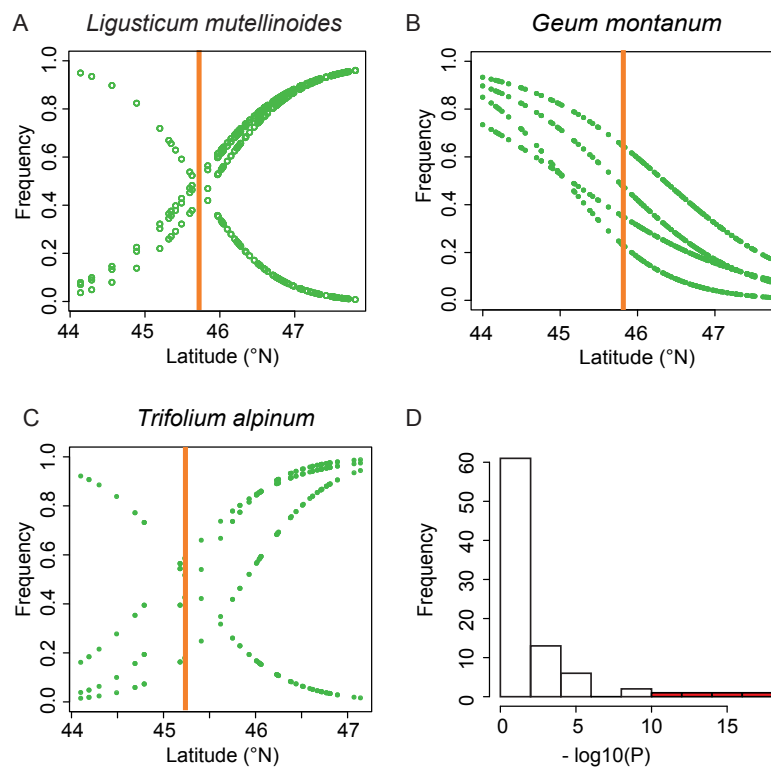 A
Ligusticum mutellinoides
Frequency
0.0 0.2 0.4 0.6 0.8 1.0
44 45 46 47
Latitude (°N)
B
Geum montanum
Frequency
0.0 0.2 0.4 0.6 0.8 1.0
44 45 46 47
Latitude (°N)
C
Trifolium alpinum
Frequency
0.0 0.2 0.4 0.6 0.8 1.0
44 45 46 47
Latitude (°N)
D
Frequency
0 10 20 30 40 50 60
0 5 10 15
- log10(P)